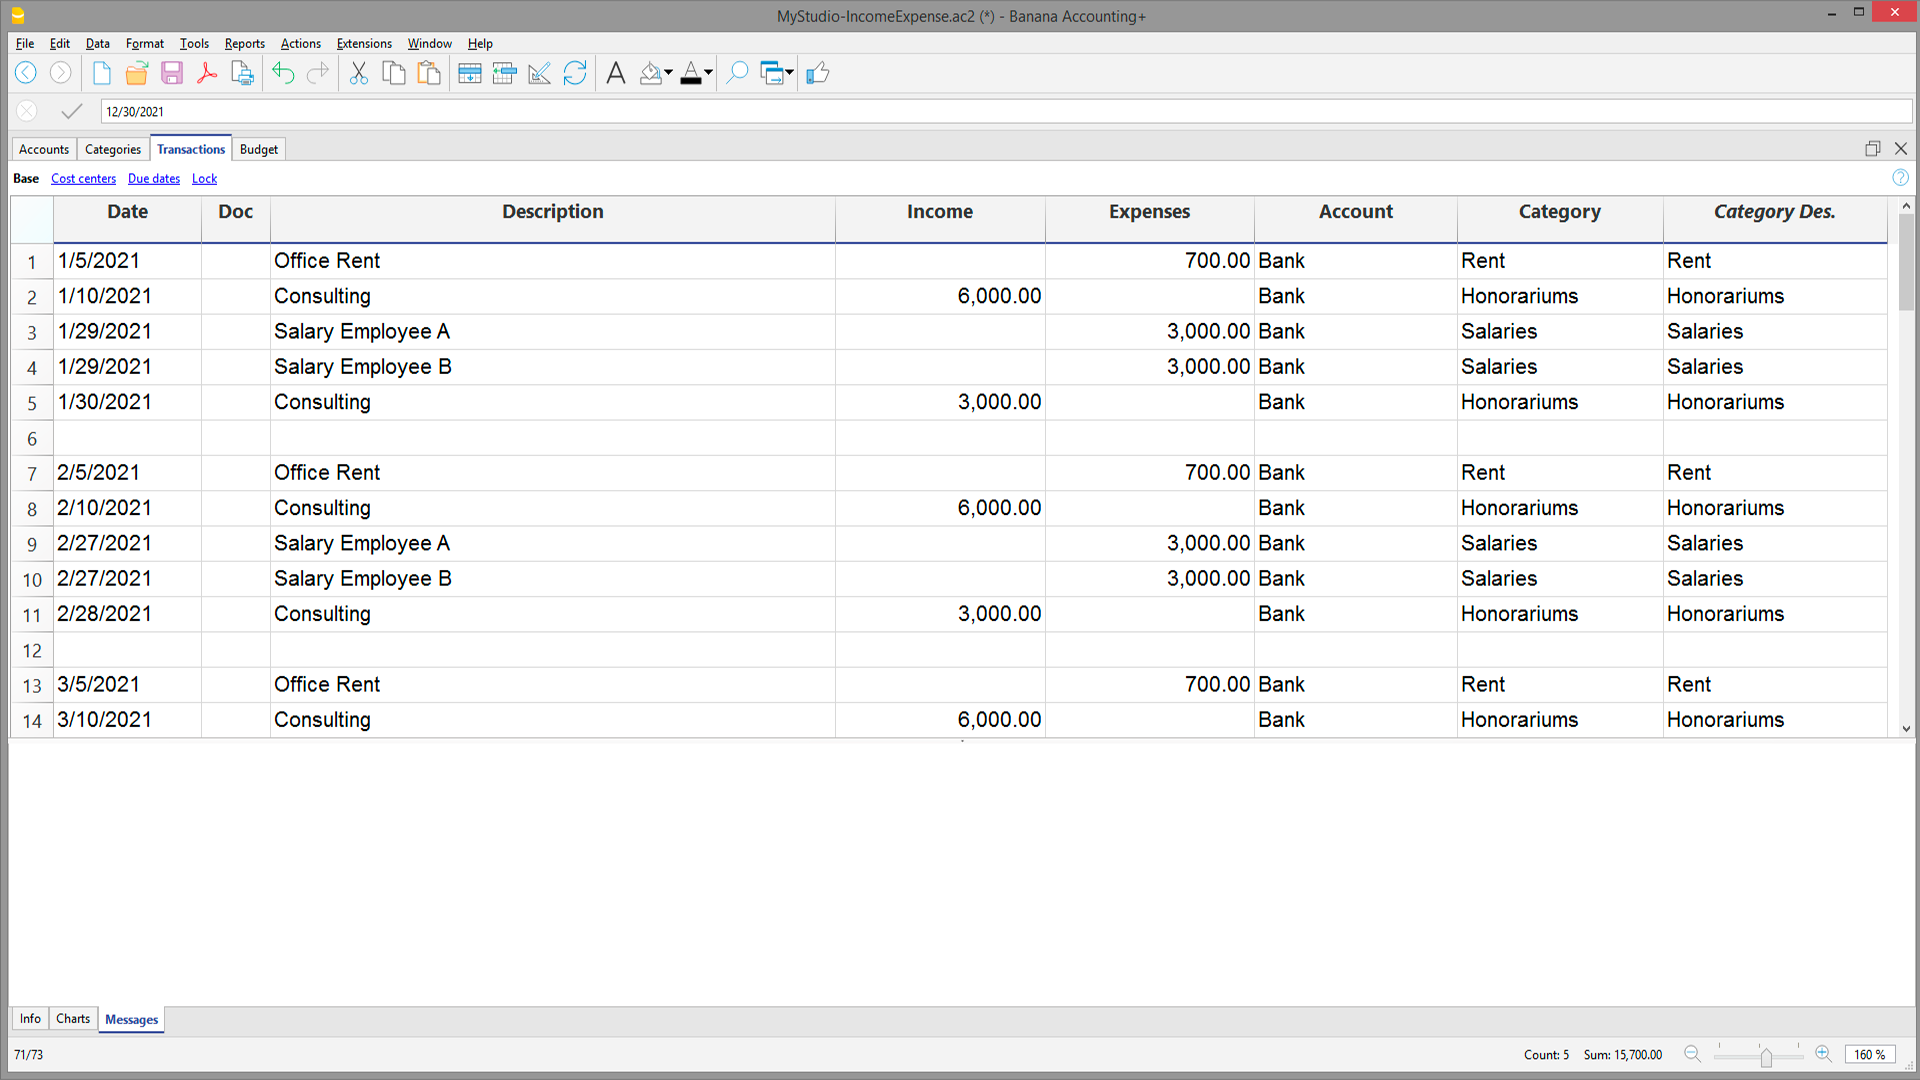 MyStudio-IncomeExpense.ac2 (*) - Banana Accounting+
File Edit Data Format Tools Reports Actions Extensions Window Help
12/30/2021
Accounts Categories Transactions Budget
Base Cost centers Due dates Lock
Date Doc Description Income Expenses Account Category Category Des.
1 1/5/2021 Office Rent 700.00 Bank Rent Rent
2 1/10/2021 Consulting 6,000.00 Bank Honorariums Honorariums
3 1/29/2021 Salary Employee A 3,000.00 Bank Salaries Salaries
4 1/29/2021 Salary Employee B 3,000.00 Bank Salaries Salaries
5 1/30/2021 Consulting 3,000.00 Bank Honorariums Honorariums
6
7 2/5/2021 Office Rent 700.00 Bank Rent Rent
8 2/10/2021 Consulting 6,000.00 Bank Honorariums Honorariums
9 2/27/2021 Salary Employee A 3,000.00 Bank Salaries Salaries
10 2/27/2021 Salary Employee B 3,000.00 Bank Salaries Salaries
11 2/28/2021 Consulting 3,000.00 Bank Honorariums Honorariums
12
13 3/5/2021 Office Rent 700.00 Bank Rent Rent
14 3/10/2021 Consulting 6,000.00 Bank Honorariums Honorariums
Info Charts Messages
71/73 Count: 5 Sum: 15,700.00 160 %